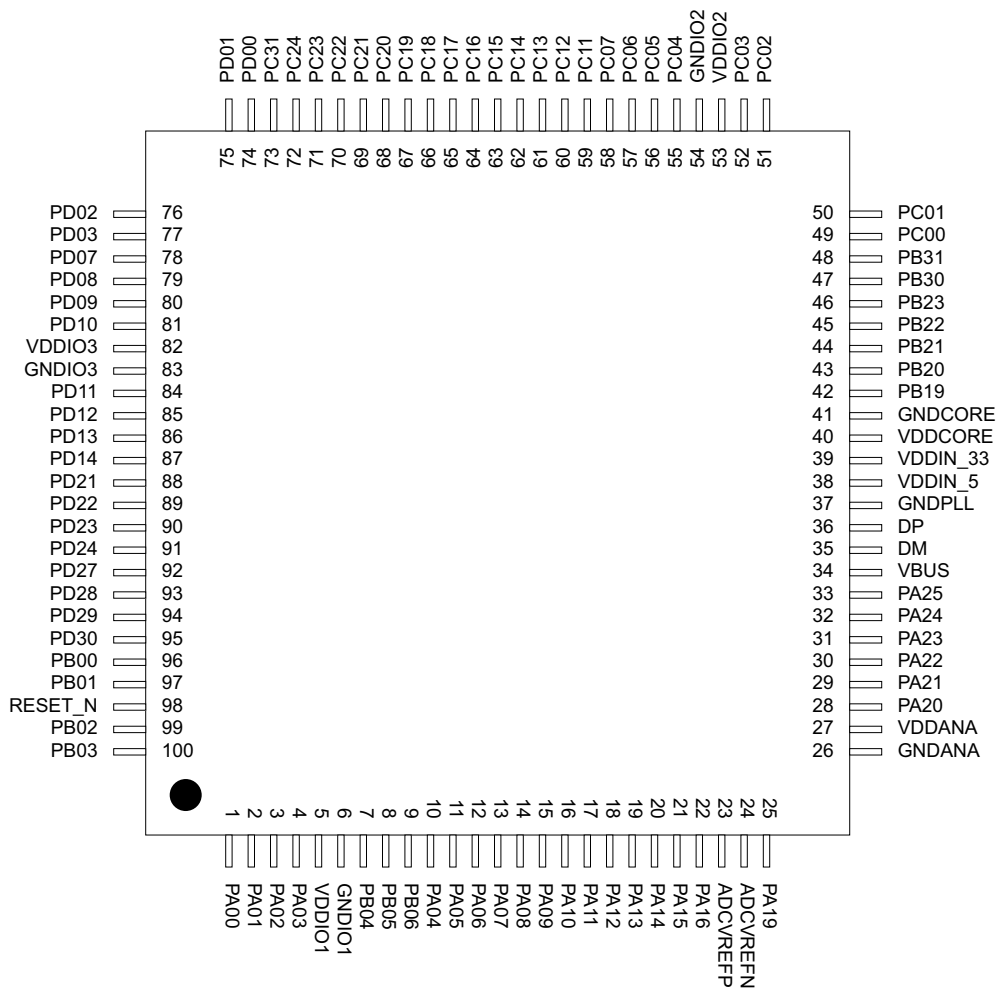 PD01
PD00
PC31
PC24
PC23
PC22
PC21
PC20
PC19
PC18
PC17
PC16
PC15
PC14
PC13
PC12
PC11
PC07
PC06
PC05
PC04
GNDIO2
VDDIO2
PC03
PC02
75
74
73
72
71
70
69
68
67
66
65
64
63
62
61
60
59
58
57
56
55
54
53
52
51
PD02 76
PD03 77
PD07 78
PD08 79
PD09 80
PD10 81
VDDIO3 82
GNDIO3 83
PD11 84
PD12 85
PD13 86
PD14 87
PD21 88
PD22 89
PD23 90
PD24 91
PD27 92
PD28 93
PD29 94
PD30 95
PB00 96
PB01 97
RESET_N 98
PB02 99
PB03 100
50 PC01
49 PC00
48 PB31
47 PB30
46 PB23
45 PB22
44 PB21
43 PB20
42 PB19
41 GNDCORE
40 VDDCORE
39 VDDIN_33
38 VDDIN_5
37 GNDPLL
36 DP
35 DM
34 VBUS
33 PA25
32 PA24
31 PA23
30 PA22
29 PA21
28 PA20
27 VDDANA
26 GNDANA
1
2
3
4
5
6
7
8
9
10
11
12
13
14
15
16
17
18
19
20
21
22
23
24
25
PA00
PA01
PA02
PA03
VDDIO1
GNDIO1
PB04
PB05
PB06
PA04
PA05
PA06
PA07
PA08
PA09
PA10
PA11
PA12
PA13
PA14
PA15
PA16
ADCVREFP
ADCVREFN
PA19